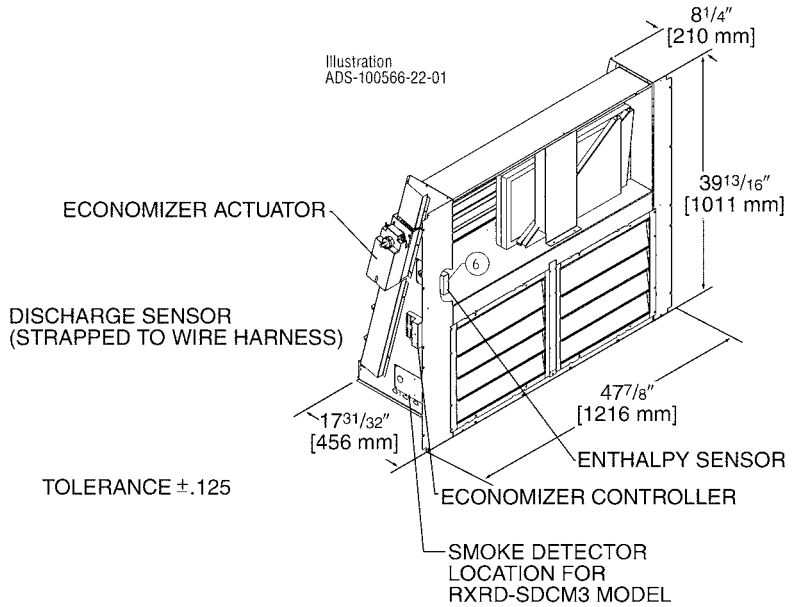 8 1/4"
[210 mm]
Illustration
ADS-100566-22-01
39 13/16"
[1011 mm]
ECONOMIZER ACTUATOR
6
DISCHARGE SENSOR
(STRAPPED TO WIRE HARNESS)
47 7/8"
[1216 mm]
17 31/32"
[456 mm]
ENTHALPY SENSOR
TOLERANCE ±.125
ECONOMIZER CONTROLLER
SMOKE DETECTOR
LOCATION FOR
RXRD-SDCM3 MODEL